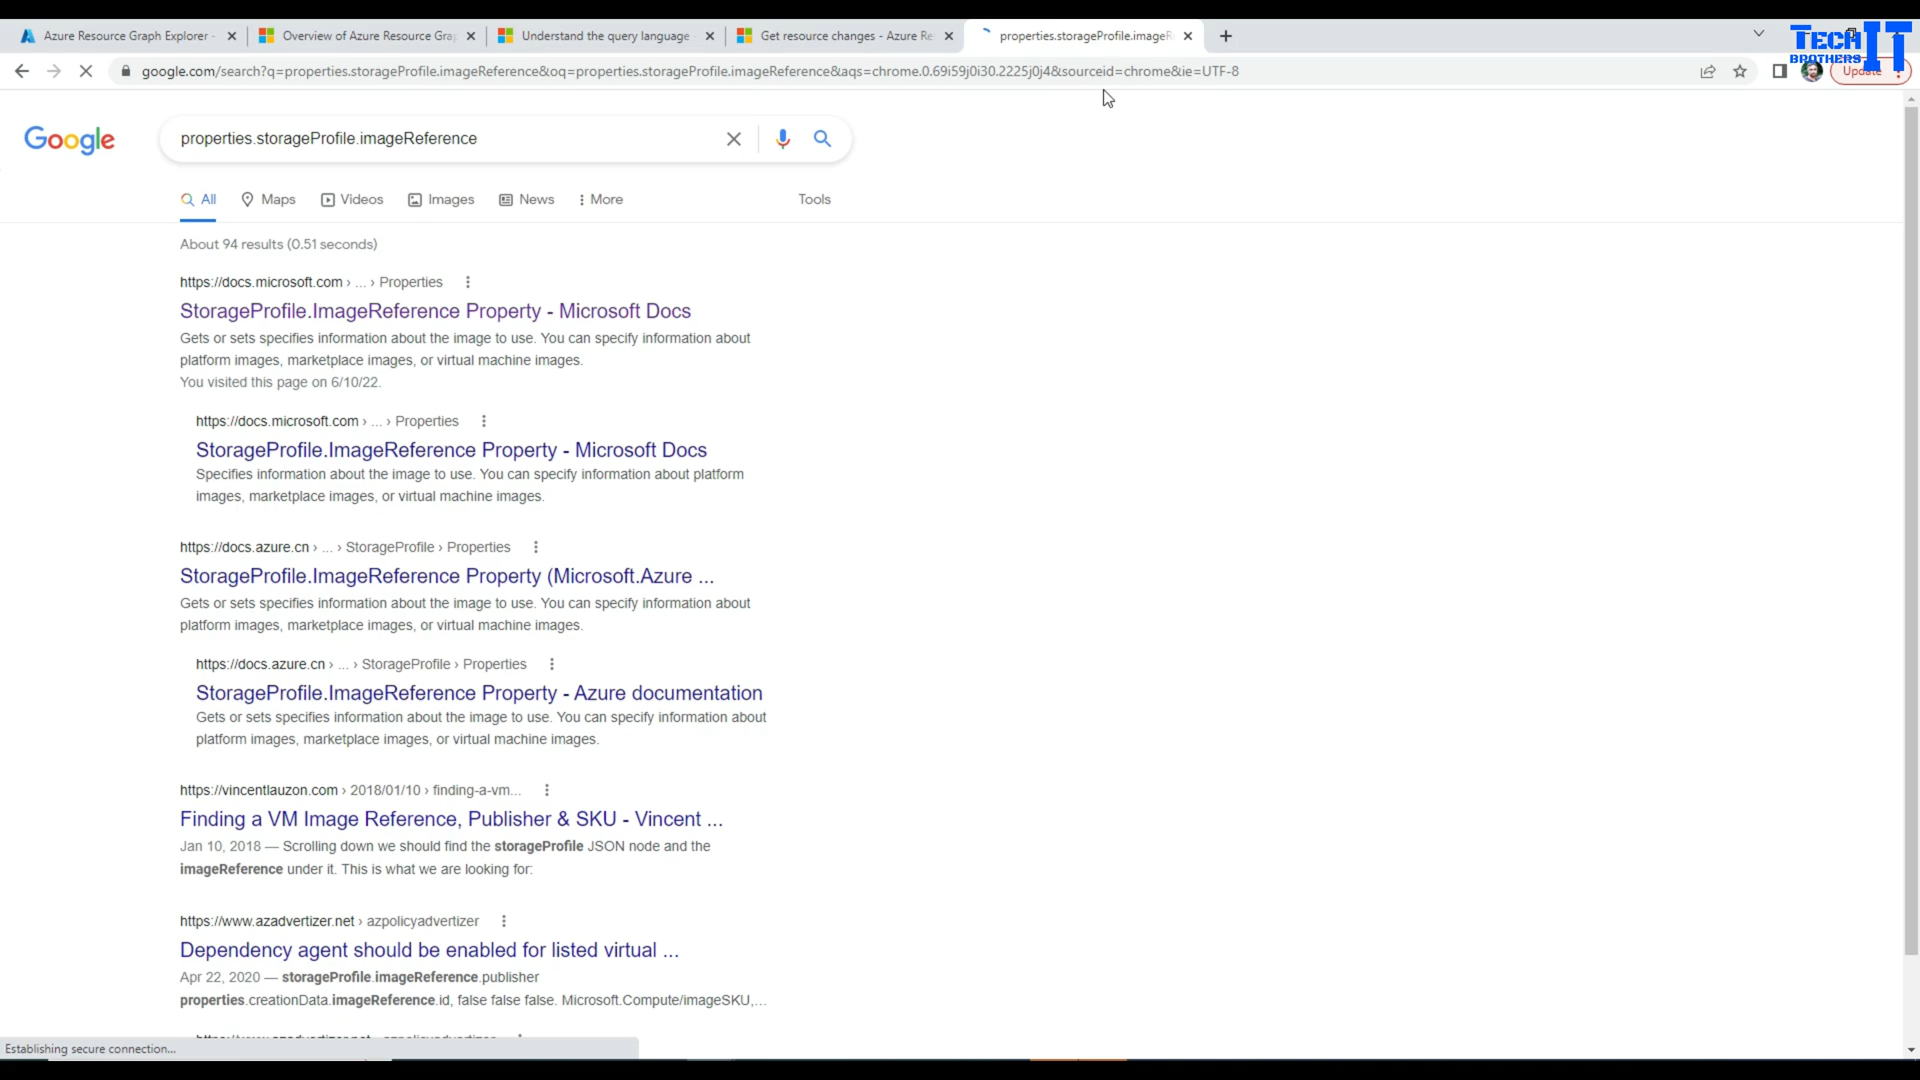 Azure Resource Graph Explorer -
Overview of Azure Resource Gra
Understand the query language
Get resource changes - Azure Re
properties.storageProfile.imageR
TECH IT
BROTHERS
google.com/search?q=properties.storageProfile.imageReference&oq=properties.storageProfile.imageReference&aqs=chrome.0.69i59j0i30.2225j0j4&sourceid=chrome&ie=UTF-8
Update
Google
properties.storageProfile.imageReference
All
Maps
Videos
Images
News
More
Tools
About 94 results (0.51 seconds)
https://docs.microsoft.com › ... › Properties
StorageProfile.ImageReference Property - Microsoft Docs
Gets or sets specifies information about the image to use. You can specify information about
platform images, marketplace images, or virtual machine images.
You visited this page on 6/10/22.
https://docs.microsoft.com › ... › Properties
StorageProfile.ImageReference Property - Microsoft Docs
Specifies information about the image to use. You can specify information about platform
images, marketplace images, or virtual machine images.
https://docs.azure.cn › ... › StorageProfile › Properties
StorageProfile.ImageReference Property (Microsoft.Azure ...
Gets or sets specifies information about the image to use. You can specify information about
platform images, marketplace images, or virtual machine images.
https://docs.azure.cn › ... › StorageProfile › Properties
StorageProfile.ImageReference Property - Azure documentation
Gets or sets specifies information about the image to use. You can specify information about
platform images, marketplace images, or virtual machine images.
https://vincentlauzon.com › 2018/01/10 › finding-a-vm...
Finding a VM Image Reference, Publisher & SKU - Vincent ...
Jan 10, 2018 — Scrolling down we should find the storageProfile JSON node and the
imageReference under it. This is what we are looking for:
https://www.azadvertizer.net › azpolicyadvertizer
Dependency agent should be enabled for listed virtual ...
Apr 22, 2020 — storageProfile.imageReference.publisher
properties.creationData.imageReference.id, false false false. Microsoft.Compute/imageSKU,...
Establishing secure connection...